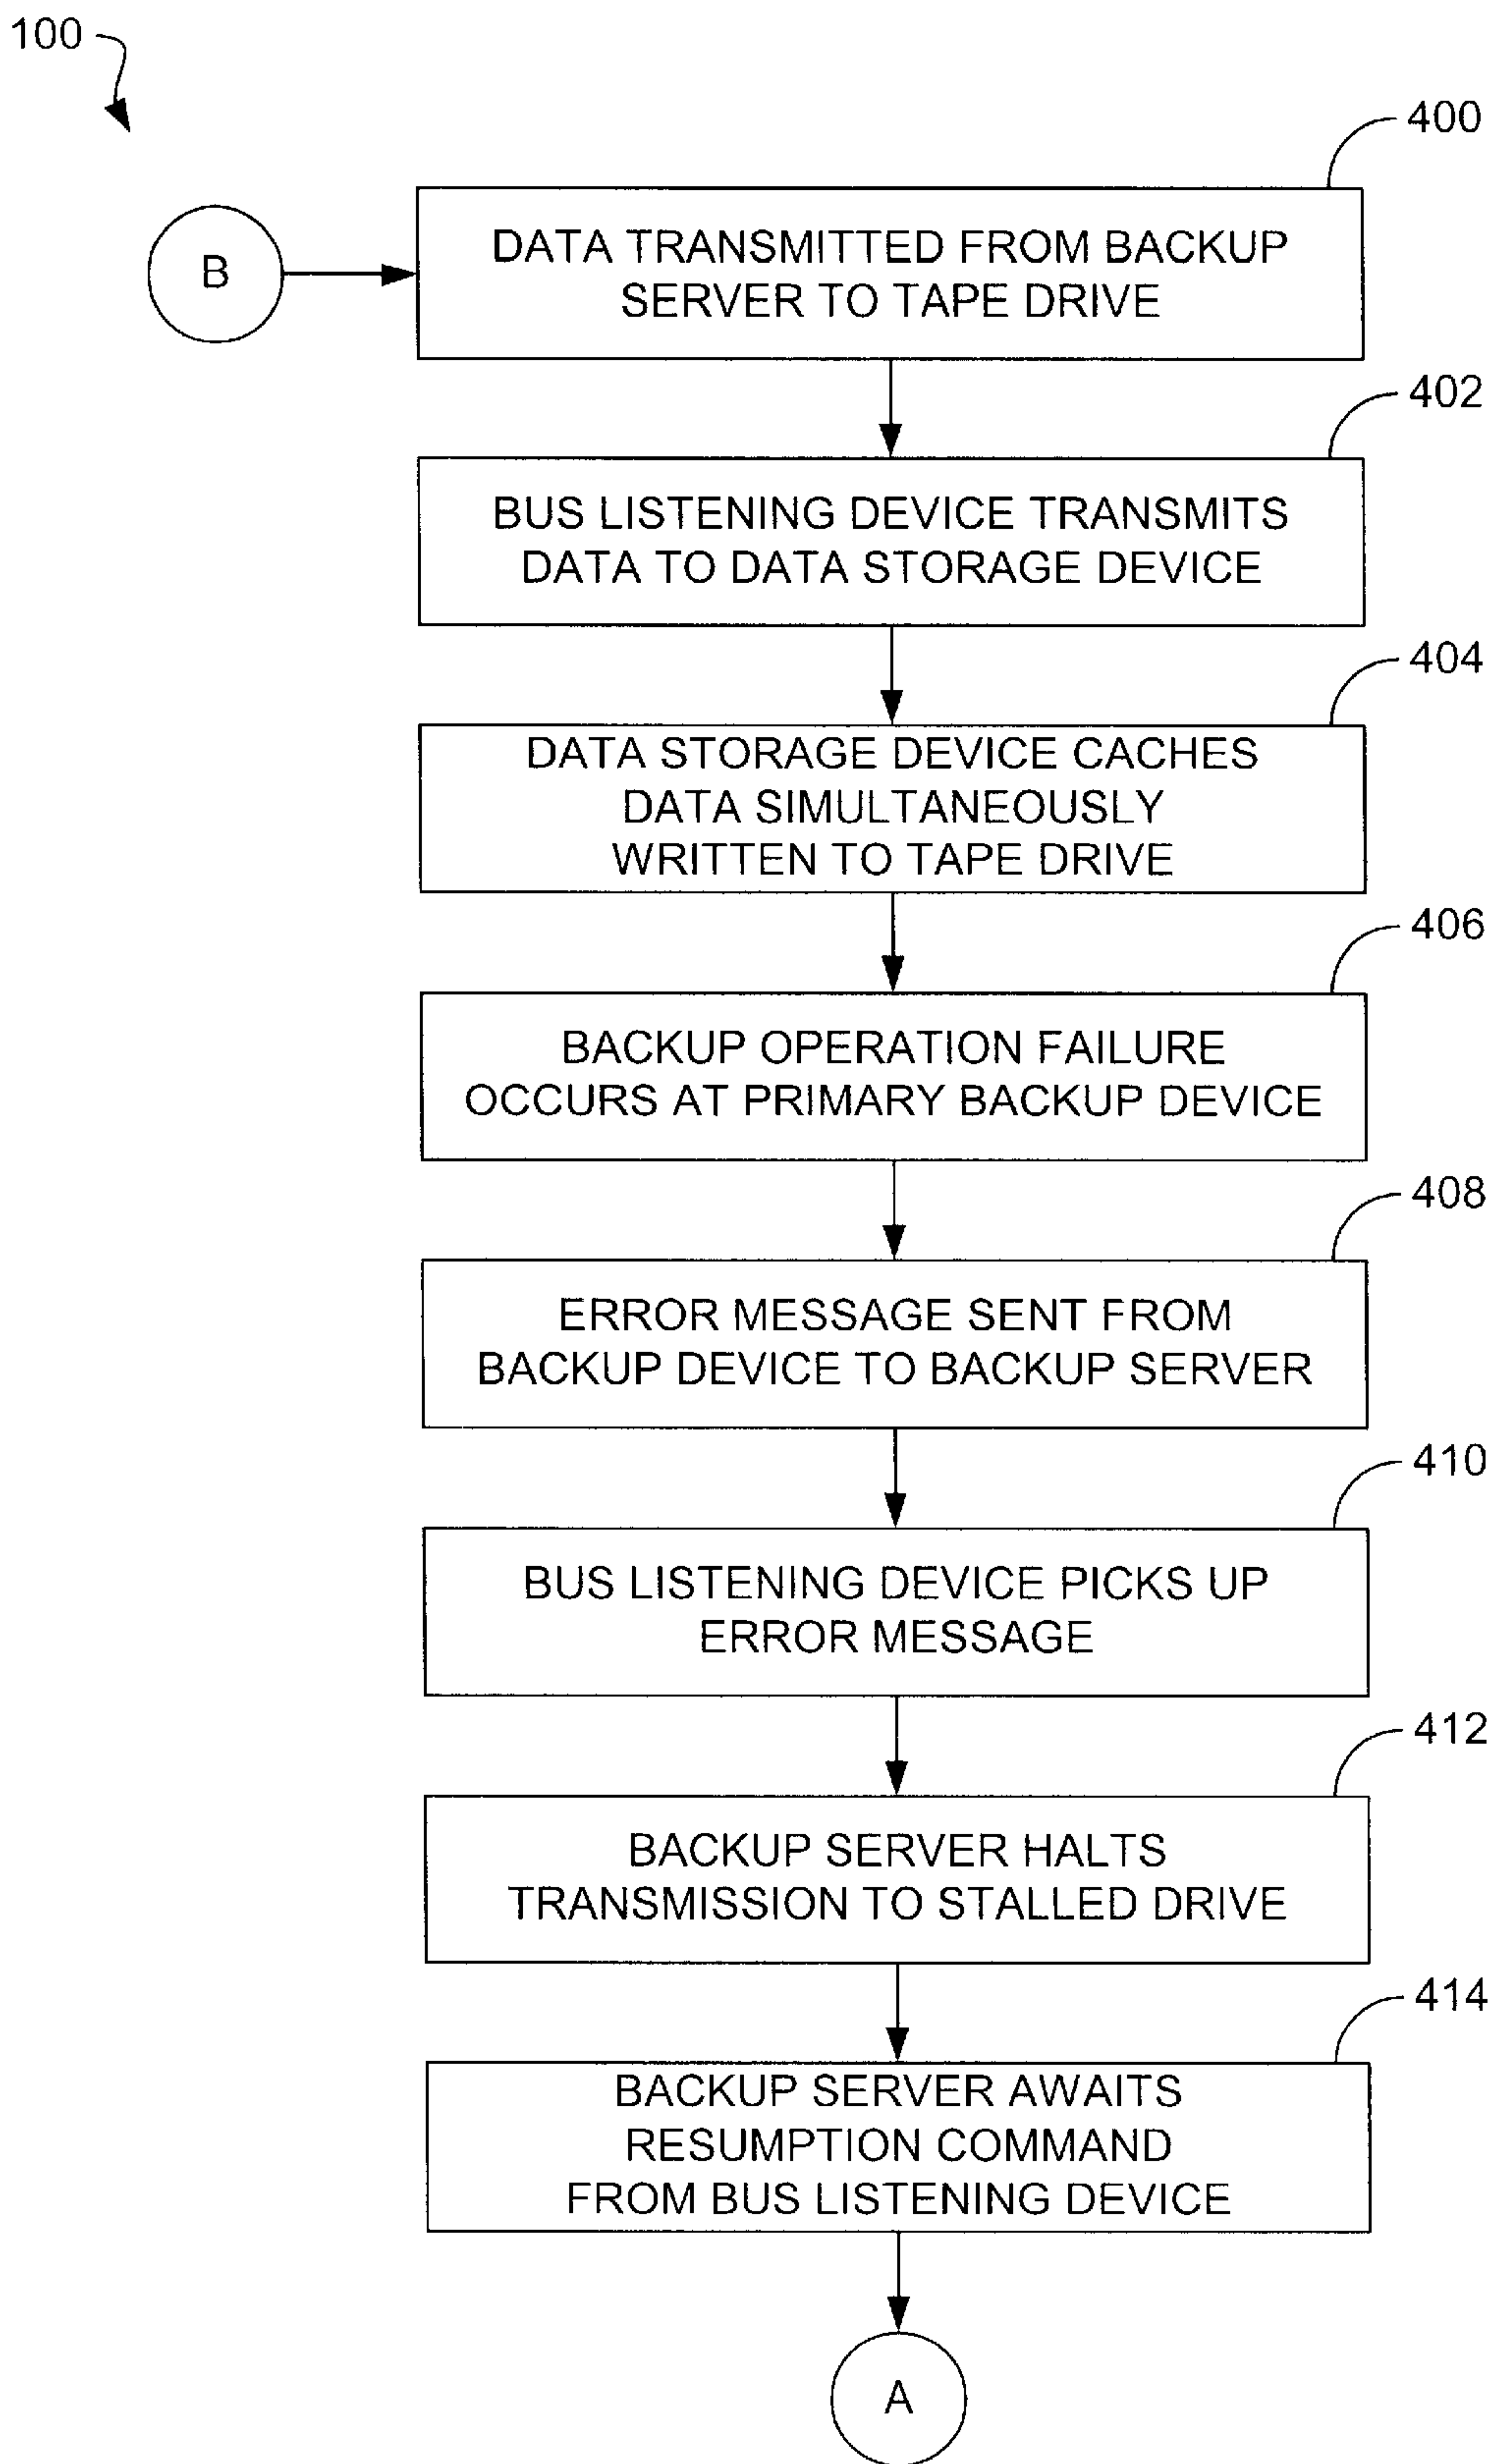 100
400
B
DATA TRANSMITTED FROM BACKUP
SERVER TO TAPE DRIVE
402
BUS LISTENING DEVICE TRANSMITS
DATA TO DATA STORAGE DEVICE
404
DATA STORAGE DEVICE CACHES
DATA SIMULTANEOUSLY
WRITTEN TO TAPE DRIVE
406
BACKUP OPERATION FAILURE
OCCURS AT PRIMARY BACKUP DEVICE
408
ERROR MESSAGE SENT FROM
BACKUP DEVICE TO BACKUP SERVER
410
BUS LISTENING DEVICE PICKS UP
ERROR MESSAGE
412
BACKUP SERVER HALTS
TRANSMISSION TO STALLED DRIVE
414
BACKUP SERVER AWAITS
RESUMPTION COMMAND
FROM BUS LISTENING DEVICE
A